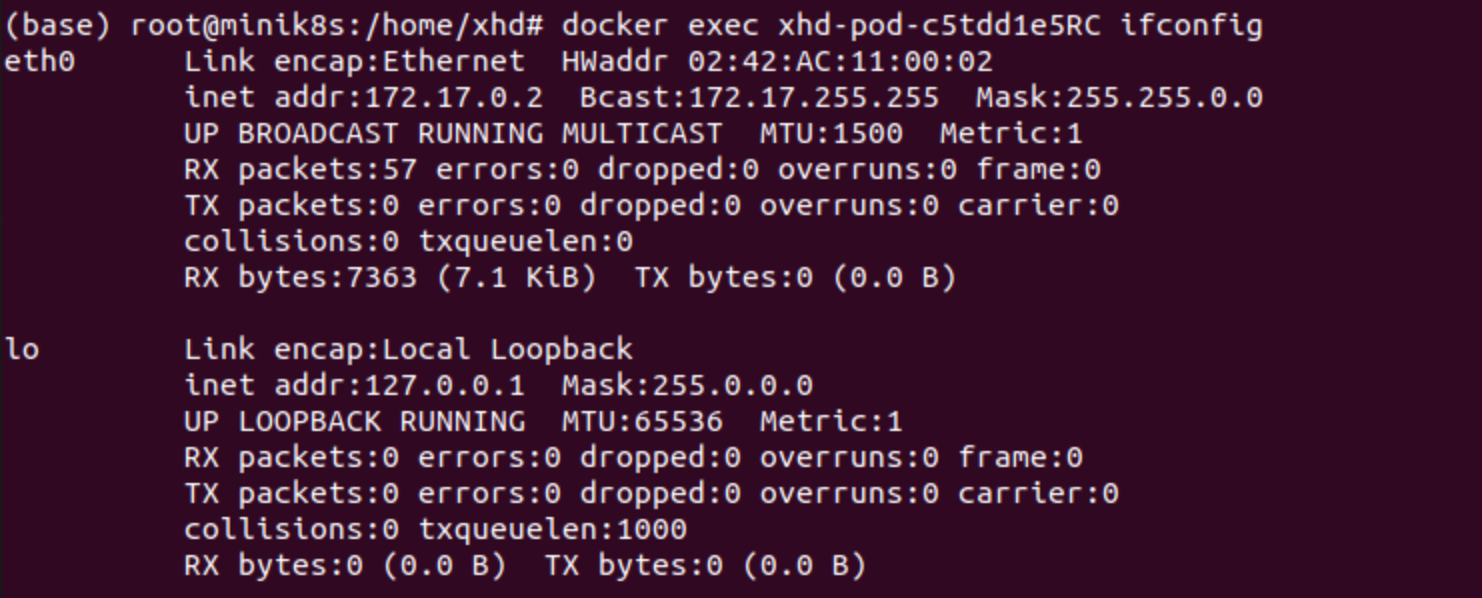 (base) root@minik8s:/home/xhd# docker exec xhd-pod-c5tdd1e5RC ifconfig
eth0      Link encap:Ethernet  HWaddr 02:42:AC:11:00:02
          inet addr:172.17.0.2  Bcast:172.17.255.255  Mask:255.255.0.0
          UP BROADCAST RUNNING MULTICAST  MTU:1500  Metric:1
          RX packets:57 errors:0 dropped:0 overruns:0 frame:0
          TX packets:0 errors:0 dropped:0 overruns:0 carrier:0
          collisions:0 txqueuelen:0
          RX bytes:7363 (7.1 KiB)  TX bytes:0 (0.0 B)

lo        Link encap:Local Loopback
          inet addr:127.0.0.1  Mask:255.0.0.0
          UP LOOPBACK RUNNING  MTU:65536  Metric:1
          RX packets:0 errors:0 dropped:0 overruns:0 frame:0
          TX packets:0 errors:0 dropped:0 overruns:0 carrier:0
          collisions:0 txqueuelen:1000
          RX bytes:0 (0.0 B)  TX bytes:0 (0.0 B)